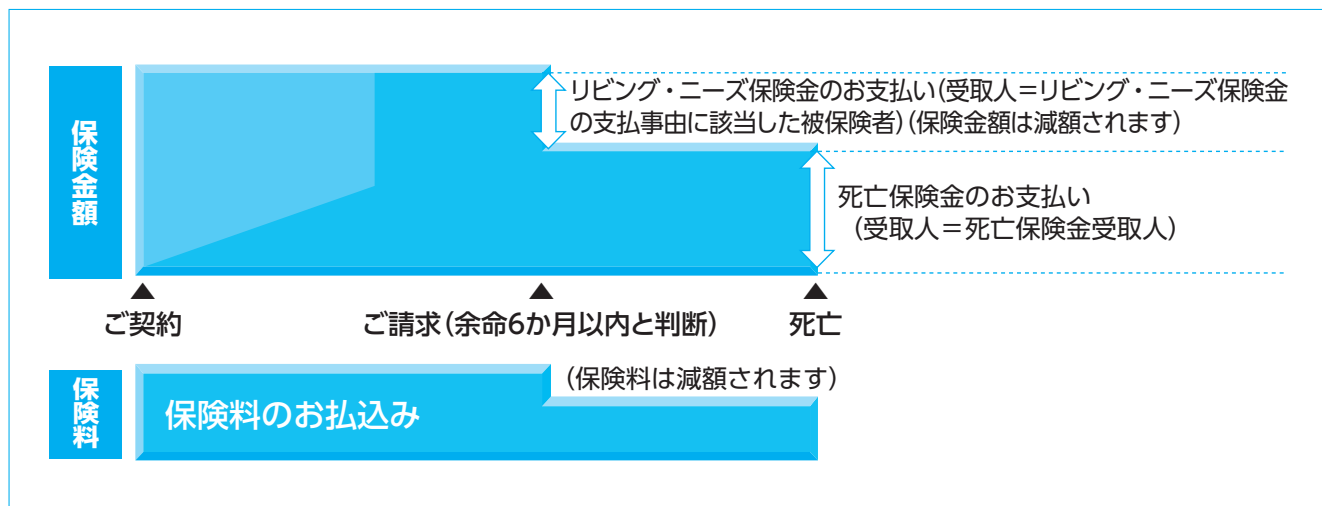 保険金額
リビング・ニーズ保険金のお支払い(受取人=リビング・ニーズ保険金
の支払事由に該当した被保険者)(保険金額は減額されます)
死亡保険金のお支払い
(受取人=死亡保険金受取人)
ご契約
ご請求(余命6か月以内と判断)
死亡
保険料
(保険料は減額されます)
保険料のお払込み